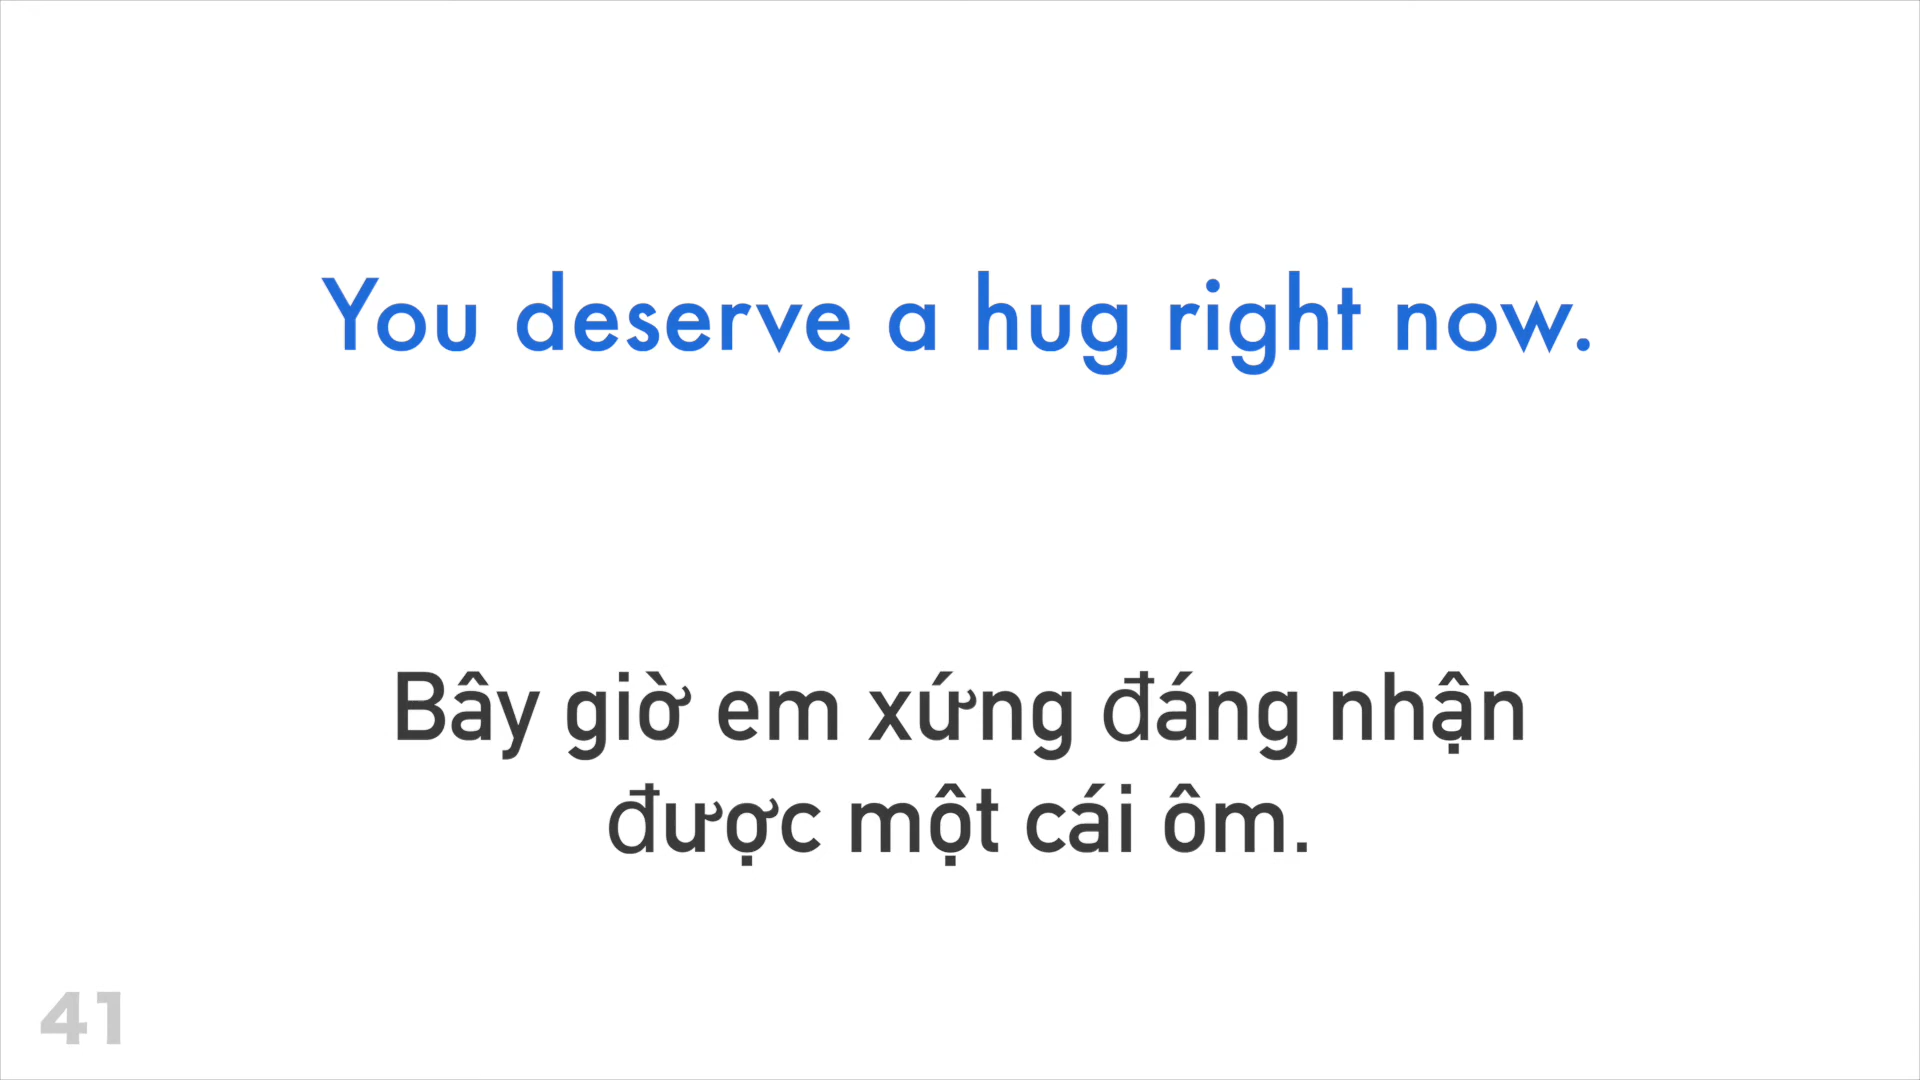 You deserve a hug right now.
Bây giờ em xứng đáng nhận
được một cái ôm.
41